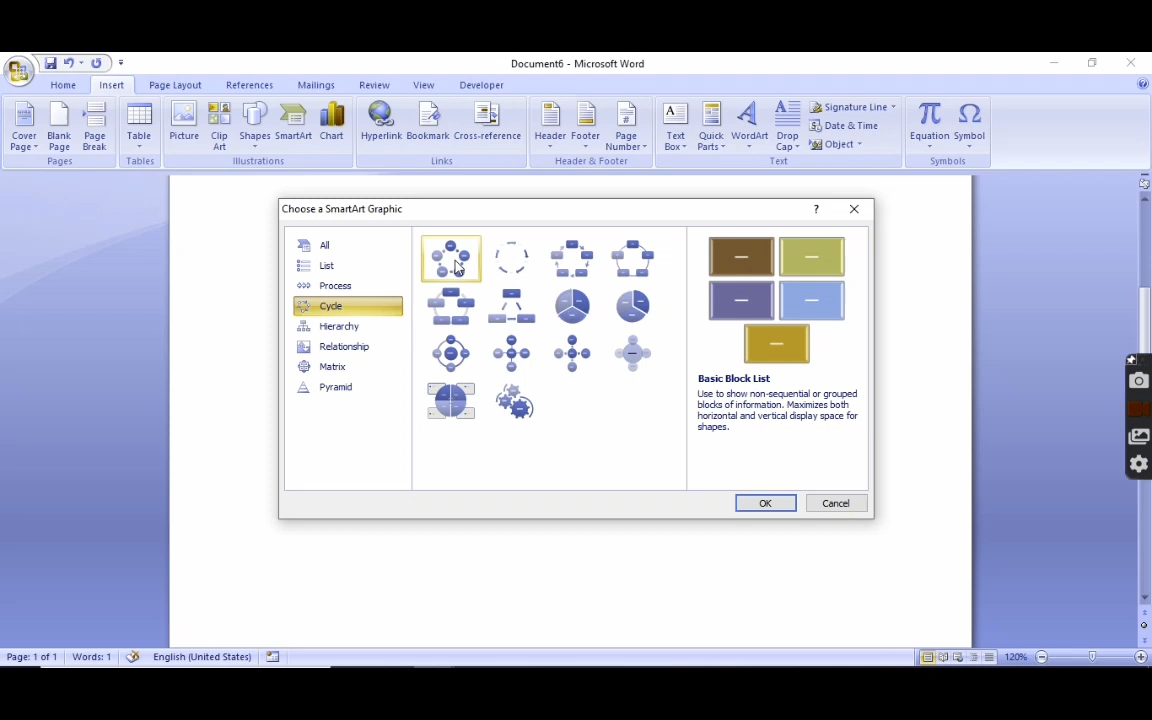 Document6 - Microsoft Word
Home Insert Page Layout References Mailings Review View Developer
Cover Page
Blank Page
Page Break
Table
Picture
Clip Art
Shapes
SmartArt
Chart
Hyperlink
Bookmark
Cross-reference
Header
Footer
Page Number
Text Box
Quick Parts
WordArt
Drop Cap
Signature Line
Date & Time
Object
Equation
Symbol
Pages Tables Illustrations Links Header & Footer Text Symbols
Choose a SmartArt Graphic
?
All
List
Process
Cycle
Hierarchy
Relationship
Matrix
Pyramid
Basic Block List
Use to show non-sequential or grouped
blocks of information. Maximizes both
horizontal and vertical display space for
shapes.
OK Cancel
Page: 1 of 1 Words: 1 English (United States) 120%